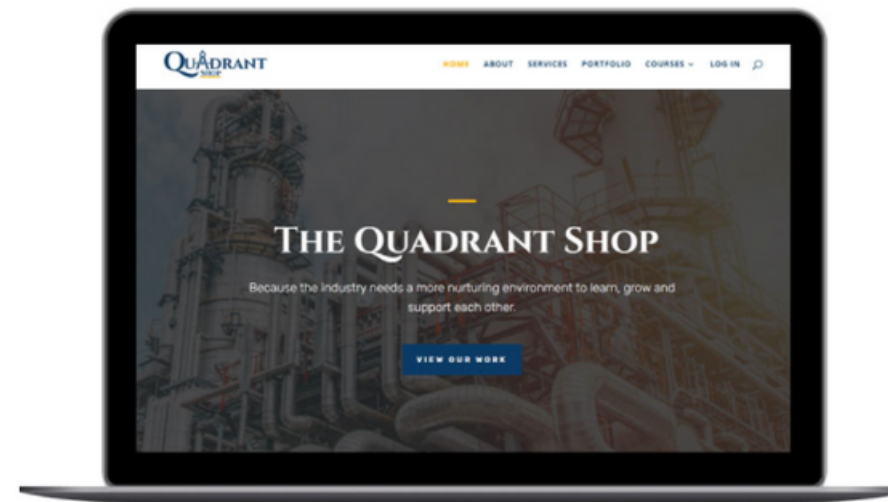 QUADRANT
SHOP
HOME ABOUT SERVICES PORTFOLIO COURSES LOG IN
THE QUADRANT SHOP
Because the industry needs a more nurturing environment to learn, grow and
support each other.
VIEW OUR WORK